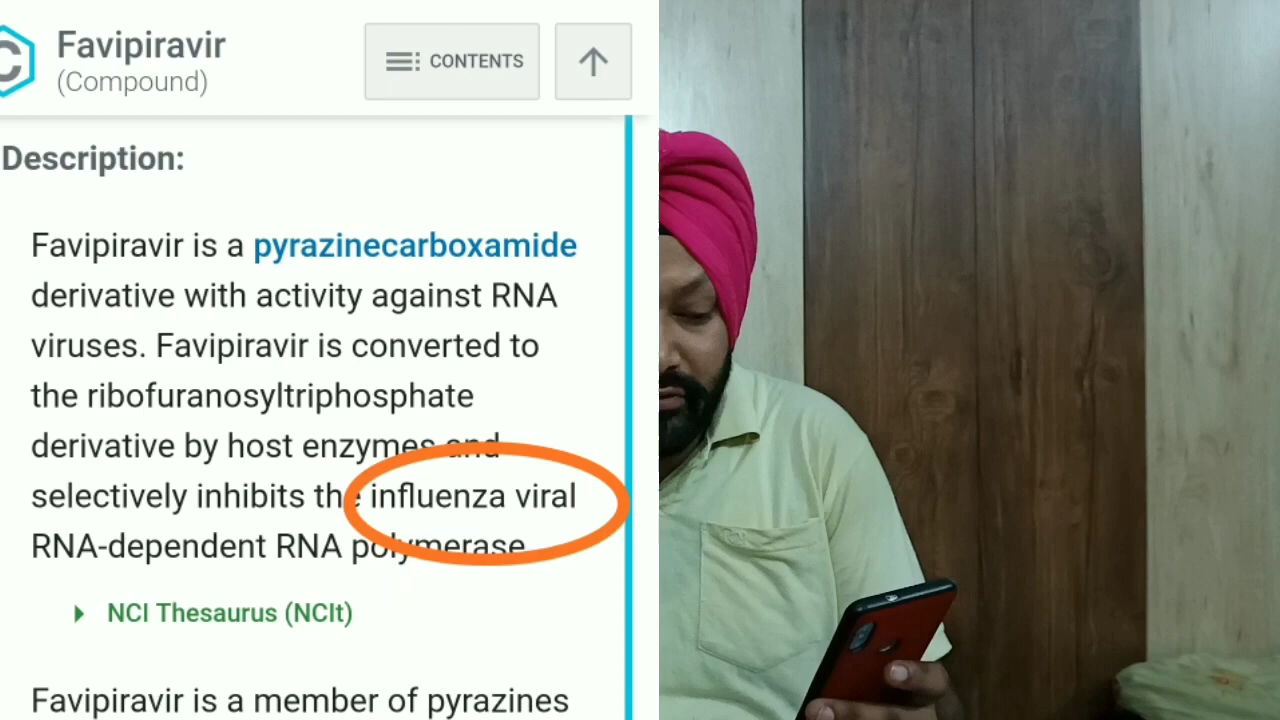 Favipiravir
(Compound)
CONTENTS
Description:
Favipiravir is a pyrazinecarboxamide
derivative with activity against RNA
viruses. Favipiravir is converted to
the ribofuranosyltriphosphate
derivative by host enzymes and
selectively inhibits the influenza viral
RNA-dependent RNA polymerase
NCI Thesaurus (NCIt)
Favipiravir is a member of pyrazines